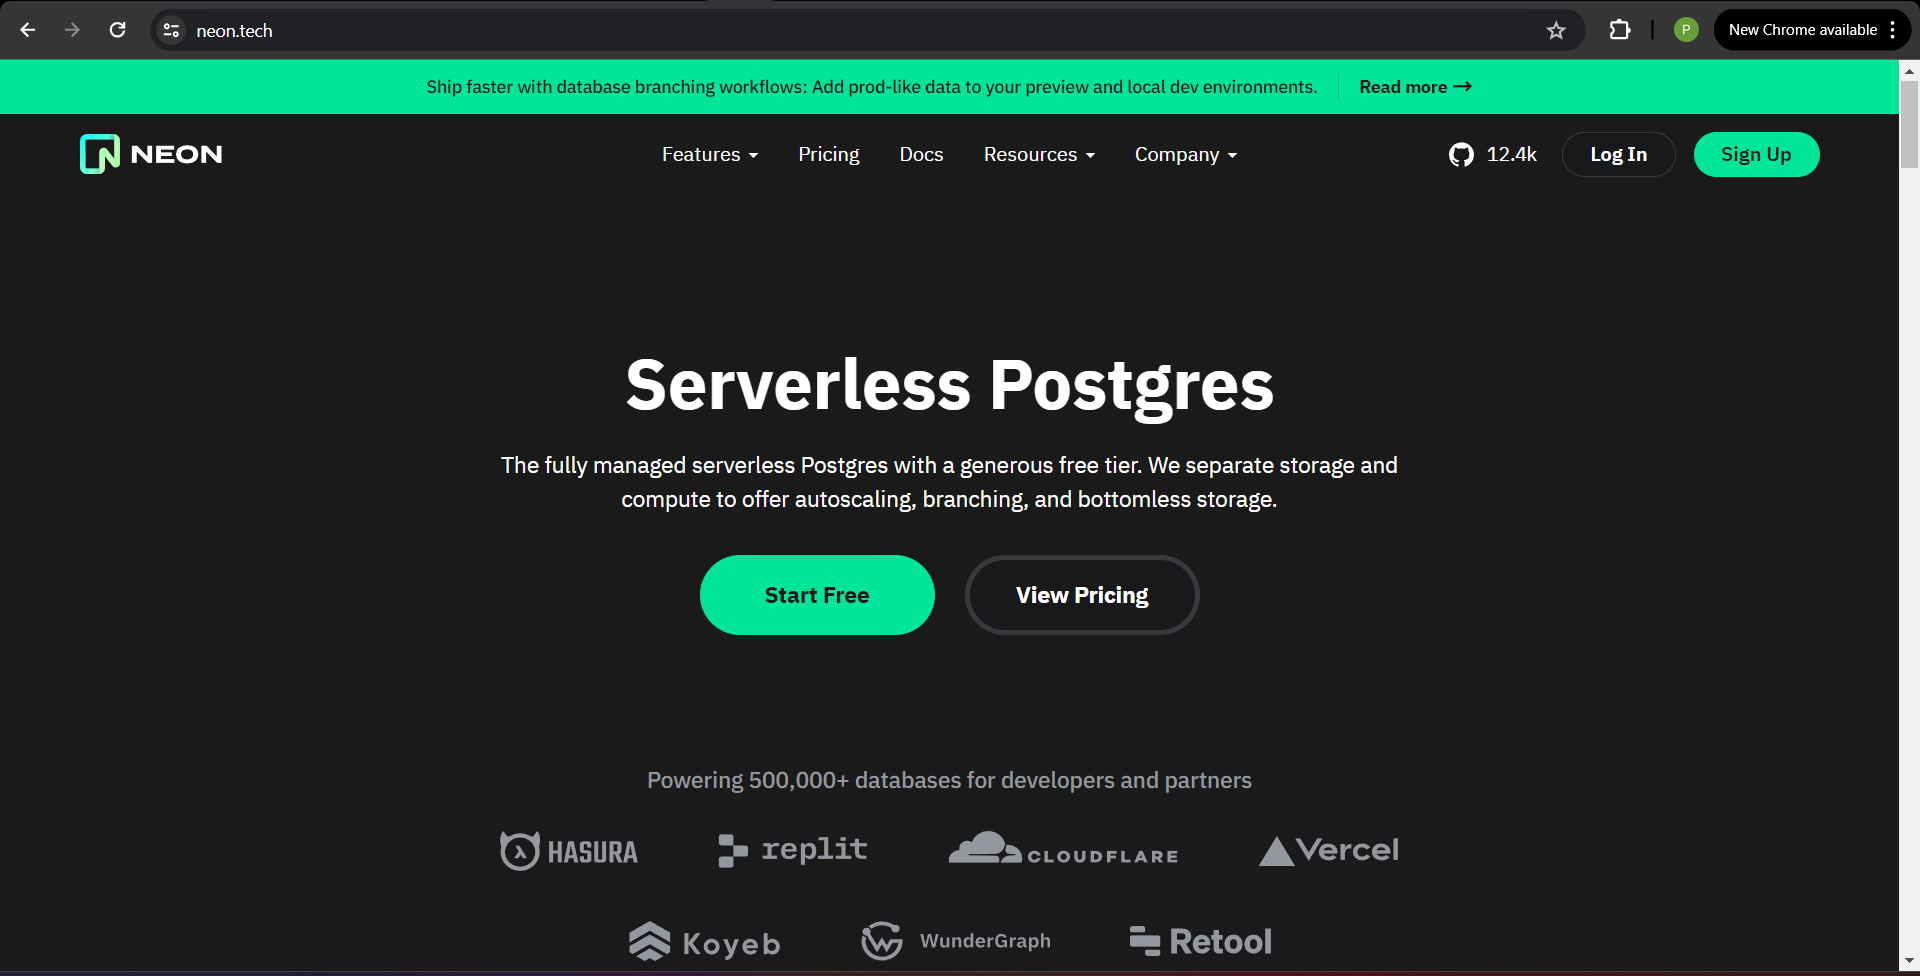 neon.tech
P
New Chrome available
Ship faster with database branching workflows: Add prod-like data to your preview and local dev environments.
Read more →
NEON
Features
Pricing
Docs
Resources
Company
12.4k
Log In
Sign Up
Serverless Postgres
The fully managed serverless Postgres with a generous free tier. We separate storage and
compute to offer autoscaling, branching, and bottomless storage.
Start Free
View Pricing
Powering 500,000+ databases for developers and partners
HASURA
replit
CLOUDFLARE
Vercel
Koyeb
WunderGraph
Retool